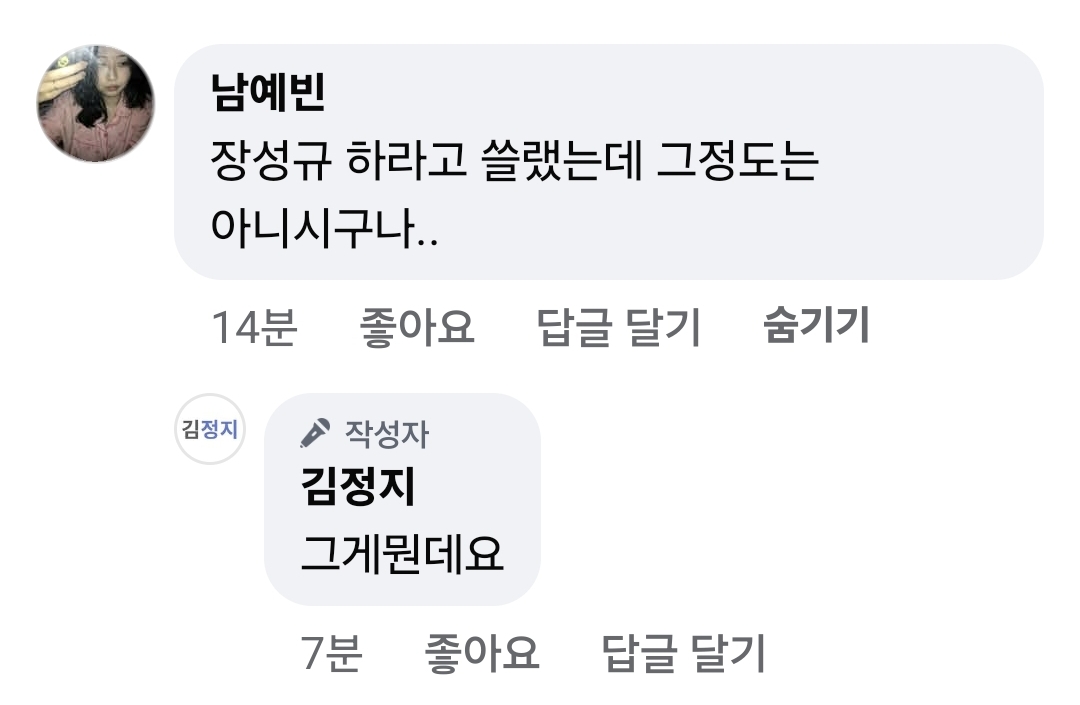 남예빈
장성규 하라고 쓸랬는데 그정도는
아니시구나..
14분 좋아요 답글 달기 숨기기
김정지
작성자
김정지
그게뭔데요
7분 좋아요 답글 달기